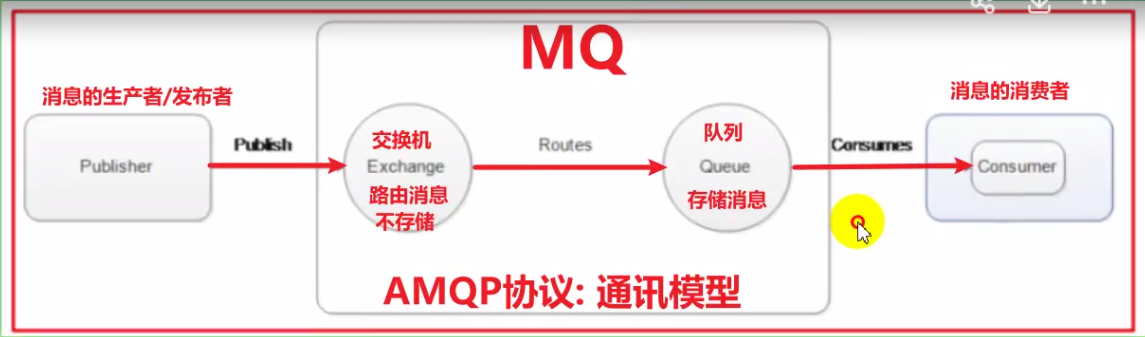 MQ
消息的生产者/发布者
消息的消费者
Publisher
Publish
交换机
Exchange
路由消息
不存储
Routes
队列
Queue
存储消息
Consumes
Consumer
AMQP协议: 通讯模型